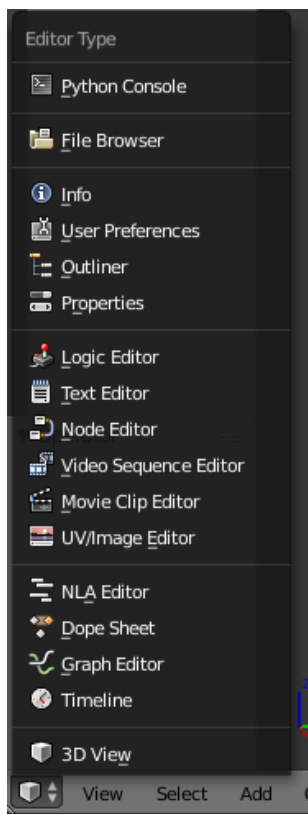 Editor Type
Python Console
File Browser
Info
User Preferences
Outliner
Properties
Logic Editor
Text Editor
Node Editor
Video Sequence Editor
Movie Clip Editor
UV/Image Editor
NLA Editor
Dope Sheet
Graph Editor
Timeline
3D View
View Select Add